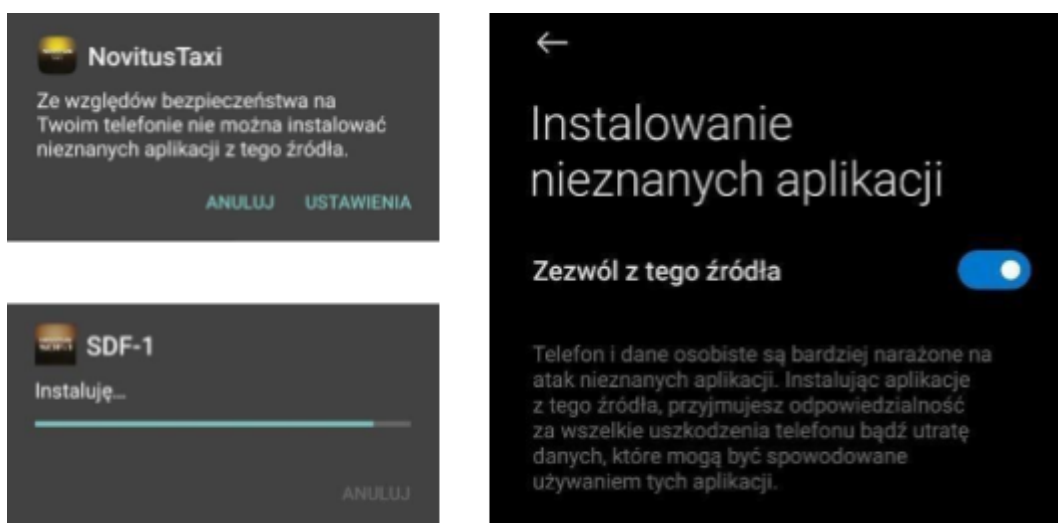 NovitusTaxi
Ze względów bezpieczeństwa na
Twoim telefonie nie można instalować
nieznanych aplikacji z tego źródła.
ANULUJ USTAWIENIA
SDF-1
Instaluję...
ANULUJ
Instalowanie
nieznanych aplikacji
Zezwól z tego źródła
Telefon i dane osobiste są bardziej narażone na
atak nieznanych aplikacji. Instalując aplikacje
z tego źródła, przyjmujesz odpowiedzialność
za wszelkie uszkodzenia telefonu bądź utratę
danych, które mogą być spowodowane
używaniem tych aplikacji.